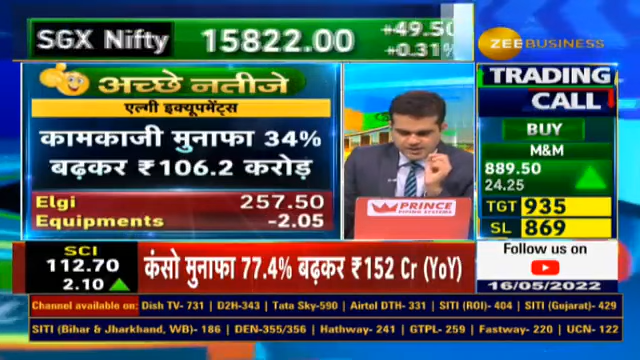 SGX Nifty 15822.00 +49.50
+0.31%
ZEE BUSINESS
अच्छे नतीजे
एल्गी इक्यूपमेंट्स
कामकाजी मुनाफा 34%
बढ़कर ₹106.2 करोड़
Elgi 257.50
Equipments -2.05
PRINCE
PIPING SYSTEMS
TRADING
CALL
BUY
M&M
889.50
24.25
TGT 935
SL 869
SCI
112.70
2.10
कंसो मुनाफा 77.4% बढ़कर ₹152 Cr (YoY)
Follow us on
16/05/2022
Channel available on: Dish TV- 731 | D2H-343 | Tata Sky-590 | Airtel DTH- 331 | SITI (ROI)- 404 | SITI (Gujarat)- 429
SITI (Bihar & Jharkhand, WB)- 186 | DEN-355/356 | Hathway- 241 | GTPL- 259 | Fastway- 220 | UCN- 122